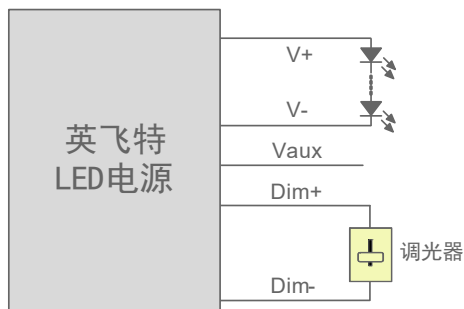 英飞特
LED电源
V+
V-
Vaux
Dim+
Dim-
调光器